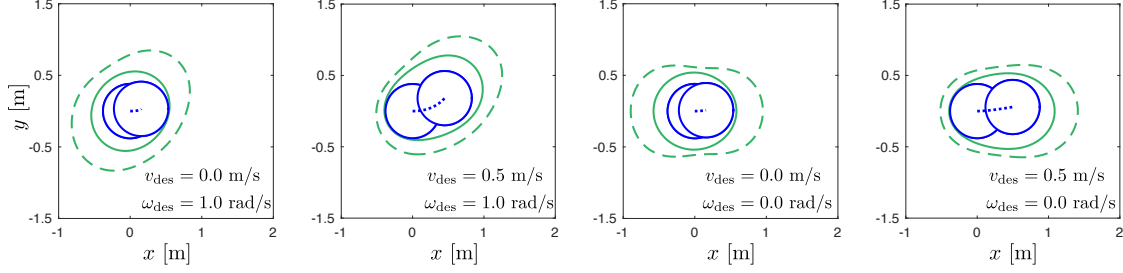 1.5
0.5
-0.5
-1.5
y [m]
-1 0 1 2
x [m]
v_des = 0.0 m/s
ω_des = 1.0 rad/s
1.5
0.5
-0.5
-1.5
-1 0 1 2
x [m]
v_des = 0.5 m/s
ω_des = 1.0 rad/s
1.5
0.5
-0.5
-1.5
-1 0 1 2
x [m]
v_des = 0.0 m/s
ω_des = 0.0 rad/s
1.5
0.5
-0.5
-1.5
-1 0 1 2
x [m]
v_des = 0.5 m/s
ω_des = 0.0 rad/s